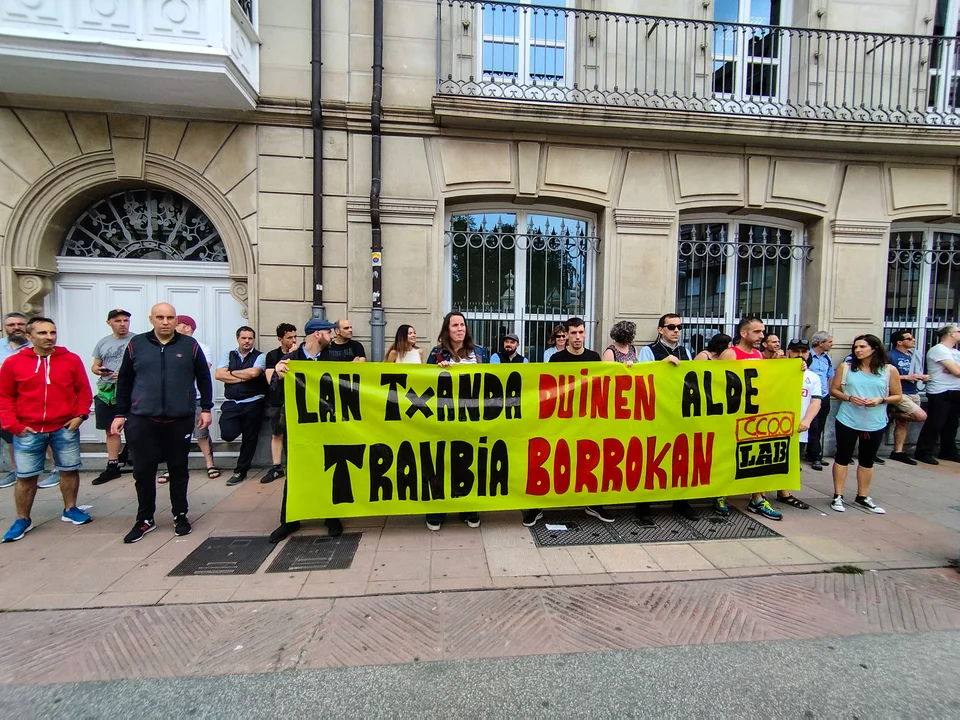 LAN TXANDA DUiNEN ALDE
TRANBiA BORROKAN
CCOO
LAB